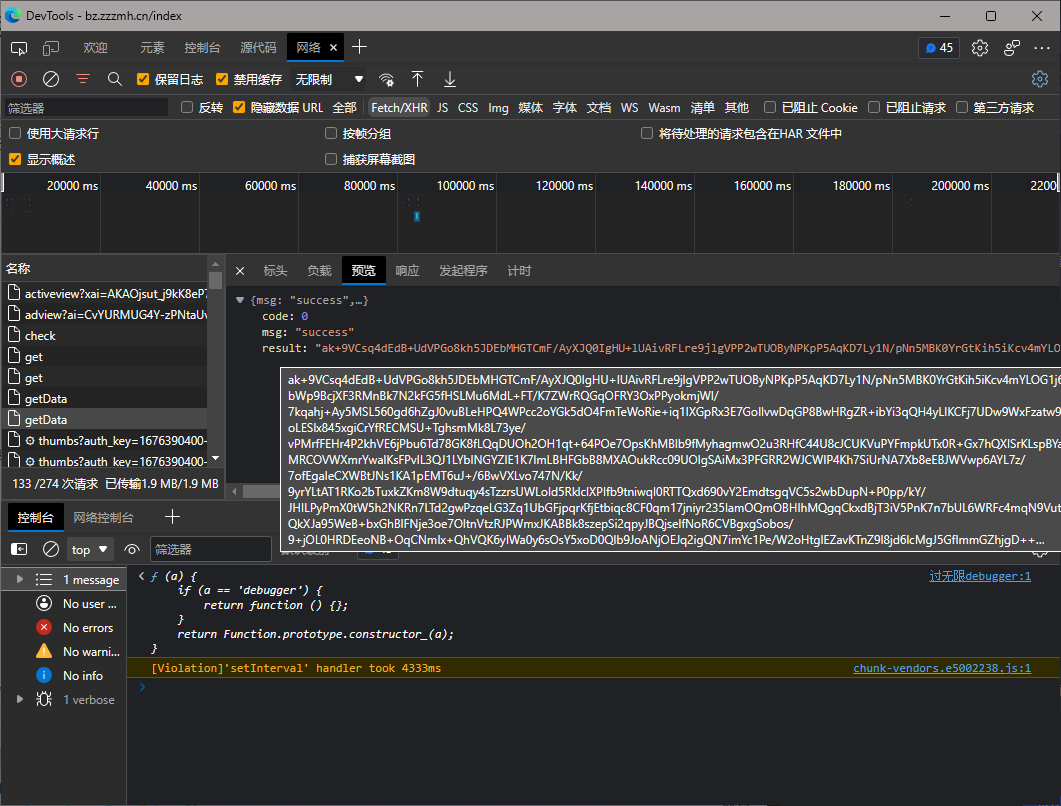 DevTools - bz.zzzmh.cn/index
欢迎 元素 控制台 源代码 网络 45
保留日志 禁用缓存 无限制
筛选器 反转 隐藏数据 URL 全部 Fetch/XHR JS CSS Img 媒体 字体 文档 WS Wasm 清单 其他 已阻止 Cookie 已阻止请求 第三方请求
使用大请求行 按帧分组 将待处理的请求包含在HAR 文件中
显示概述 捕获屏幕截图
20000 ms 40000 ms 60000 ms 80000 ms 100000 ms 120000 ms 140000 ms 160000 ms 180000 ms 200000 ms 2200
名称
activeview?xai=AKAOjsut_j9kK8eP7
adview?ai=CvYURMUG4Y-zPNtaUv
check
get
get
getData
getData
thumbs?auth_key=1676390400-
thumbs?auth_key=1676390400-
133 /274 次请求 已传输1.9 MB/1.9 MB
标头 负载 预览 响应 发起程序 计时
{msg: "success",…}
code: 0
msg: "success"
result: "ak+9VCsq4dEdB+UdVPGo8kh5JDEbMHGTCmF/AyXJQ0IgHU+lUAivRFLre9jlgVPP2wTUOByNPKpP5AqKD7Ly1N/pNn5MBK0YrGtKih5iKcv4mYLO
ak+9VCsq4dEdB+UdVPGo8kh5JDEbMHGTCmF/AyXJQ0IgHU+lUAivRFLre9jlgVPP2wTUOByNPKpP5AqKD7Ly1N/pNn5MBK0YrGtKih5iKcv4mYLOG1j6
bWp9BcjXF3RMnBk7N2kFG5fHSLMu6MdL+FT/K7ZWrRQGqOFRY3OxPPyokmjWI/
7kqahj+Ay5MSL560gd6hZgJ0vuBLeHPQ4WPcc2oYGk5dO4FmTeWoRie+iq1IXGpRx3E7GoIlvwDqGP8BwHRgZR+ibYi3qQH4yLIKCFj7UDw9WxFzatw9
oLESIx845xgiCrYfRECMSU+TghsmMk8L73ye/
vPMrfFEHr4P2khVE6jPbu6Td78GK8fLQqDUOh2OH1qt+64POe7OpsKhMBIb9fMyhagmwO2u3RHfC44U8cJCUKVuPYFmpkUTx0R+Gx7hQXISrKLspBYa
MRCOVWXmrYwaIKsFPvIL3QJ1LYbINGYZIE1K7ImLBHFGbB8MXAOukRcc09UOIgSAiMx3PFGRR2WJCWIP4Kh7SiUrNA7Xb8eEBJWVwp6AYL7z/
7ofEgaIeCXWBtJNs1KA1pEMT6uJ+/6BwVXLvo747N/Kk/
9yrYLtAT1RKo2bTuxkZKm8W9dtuqy4sTzzrsUWLoId5RkIcIXPIfb9tniwqI0RTTQxd690vY2EmdtsgqVC5s2wbDupN+P0pp/kY/
JHILPyPmX0tW5h2NKRn7LTd2gwPzqeLG3Zq1UbGFjpqrKfjEtbiqc8CF0qm17jniyr235lamOQmOBHIhMQgqCkxdBjT3iV5PnK7n7bUL6WRFc4mqN9Vut
QkXJa95WeB+bxGhBIFNje3oe7OItnVtzRJPWmxJKABBk8szepSi2qpyJBQjseIfNoR6CVBgxgSobos/
9+jOL0HRDEeoNB+OqCNmIx+QhVQK6yIWa0y6sOsY5xoD0QIb9JoANjOEJq2igQN7imYc1Pe/W2oHtgIEZavKTnZ9I8jd6IcMgJ5GfImmGZhjgD++…
控制台 网络控制台
top 筛选器
1 message
No user ...
No errors
No warni...
No info
1 verbose
ƒ (a) { 过无限debugger:1
if (a == 'debugger') {
return function () {};
}
return Function.prototype.constructor_(a);
}
[Violation]'setInterval' handler took 4333ms chunk-vendors.e5002238.js:1